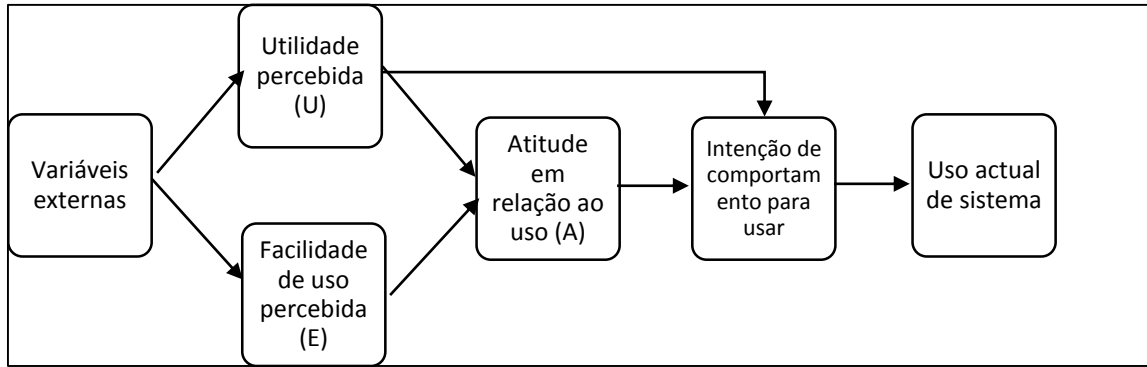 Utilidade
percebida
(U)
Variáveis
externas
Facilidade
de uso
percebida
(E)
Atitude
em
relação ao
uso (A)
Intenção de
comportam
ento para
usar
Uso actual
de sistema